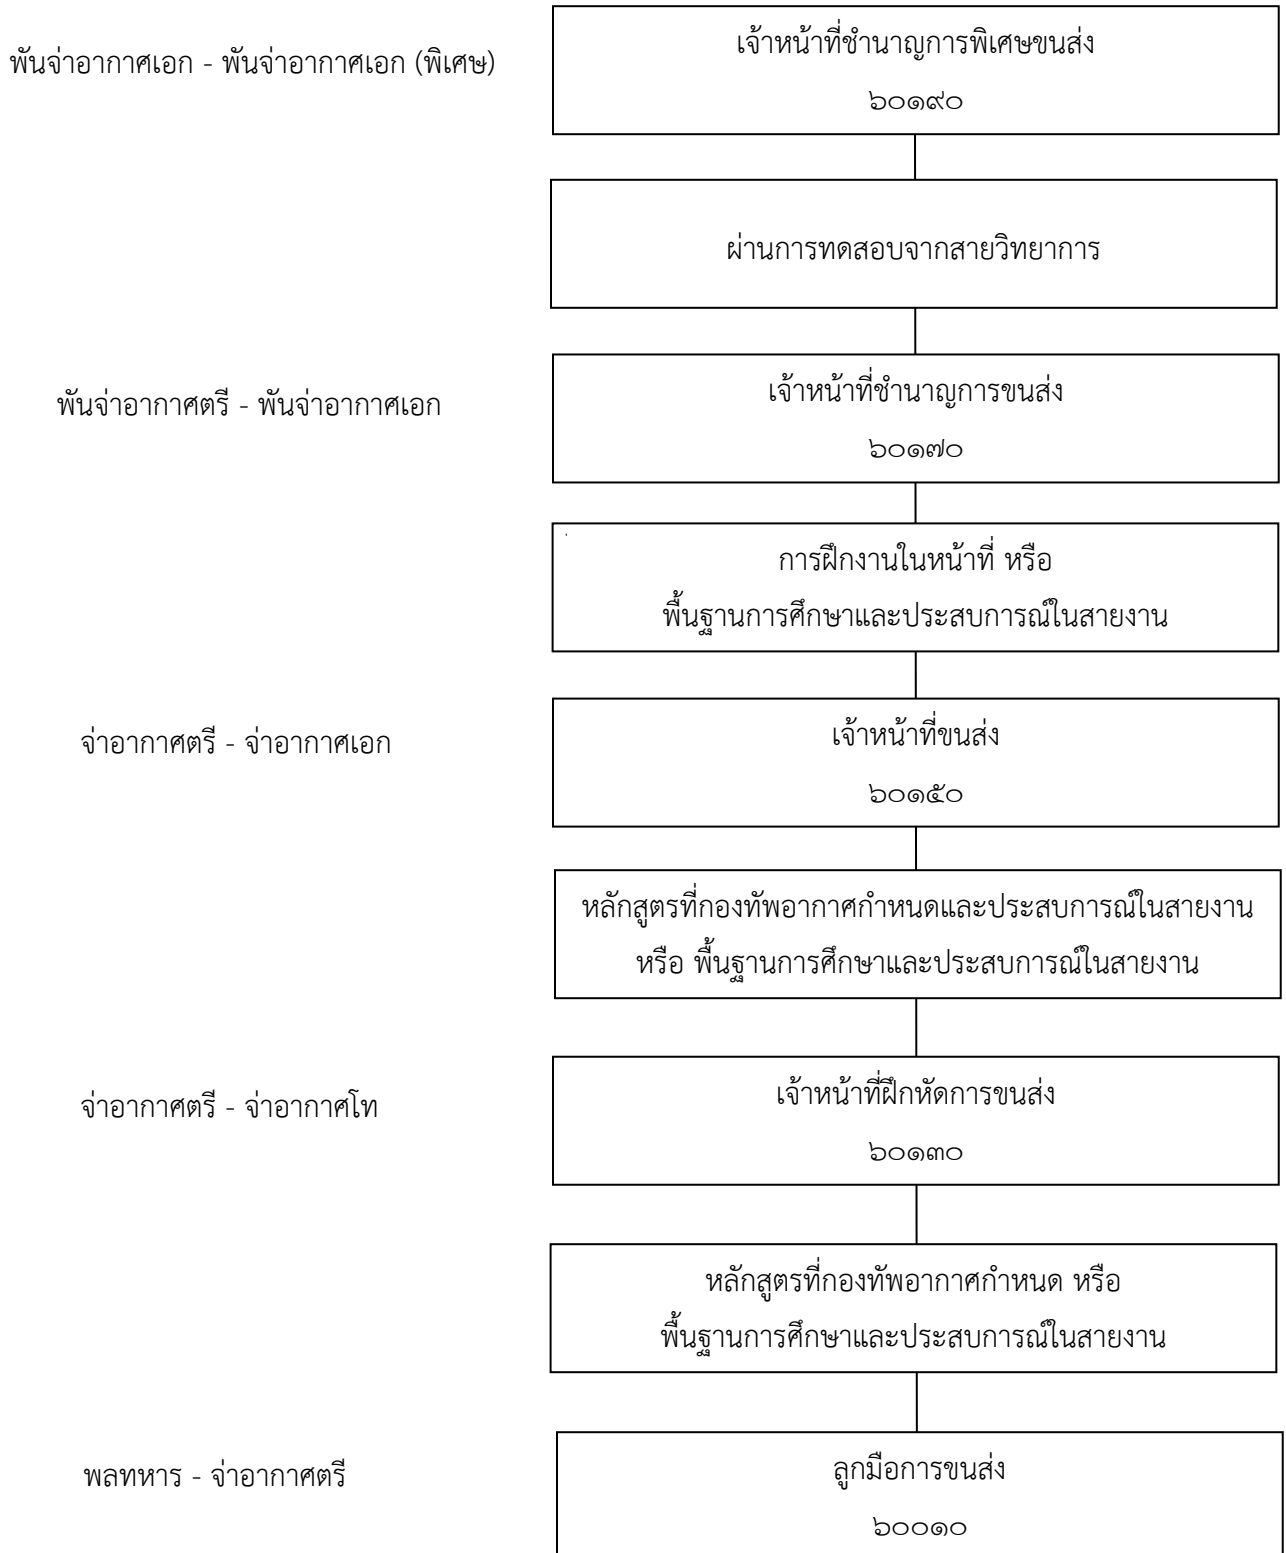 เจ้าหน้าที่ชำนาญการพิเศษขนส่ง
พันจ่าอากาศเอก - พันจ่าอากาศเอก (พิเศษ)
๖๐๑๙๐
ผ่านการทดสอบจากสายวิทยาการ
เจ้าหน้าที่ชำนาญการขนส่ง
พันจ่าอากาศตรี - พันจ่าอากาศเอก
๖๐๑๗๐
การฝึกงานในหน้าที่ หรือ
พื้นฐานการศึกษาและประสบการณ์ในสายงาน
เจ้าหน้าที่ขนส่ง
จ่าอากาศตรี - จ่าอากาศเอก
๖๐๑๕๐
หลักสูตรที่กองทัพอากาศกำหนดและประสบการณ์ในสายงาน
หรือ พื้นฐานการศึกษาและประสบการณ์ในสายงาน
เจ้าหน้าที่ฝึกหัดการขนส่ง
จ่าอากาศตรี - จ่าอากาศโท
๖๐๑๓๐
หลักสูตรที่กองทัพอากาศกำหนด หรือ
พื้นฐานการศึกษาและประสบการณ์ในสายงาน
ลูกมือการขนส่ง
พลทหาร - จ่าอากาศตรี
๖๐๐๑๐